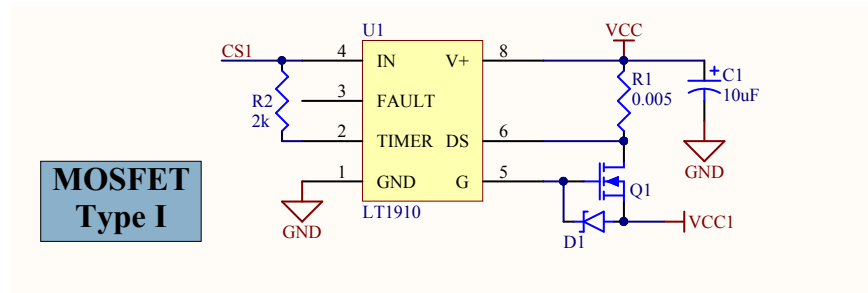 U1
VCC
CS1
4
IN
V+
8
R1
0.005
C1
10uF
R2
2k
3
FAULT
2
TIMER
DS
6
GND
1
GND
G
5
Q1
MOSFET
Type I
GND
LT1910
D1
VCC1